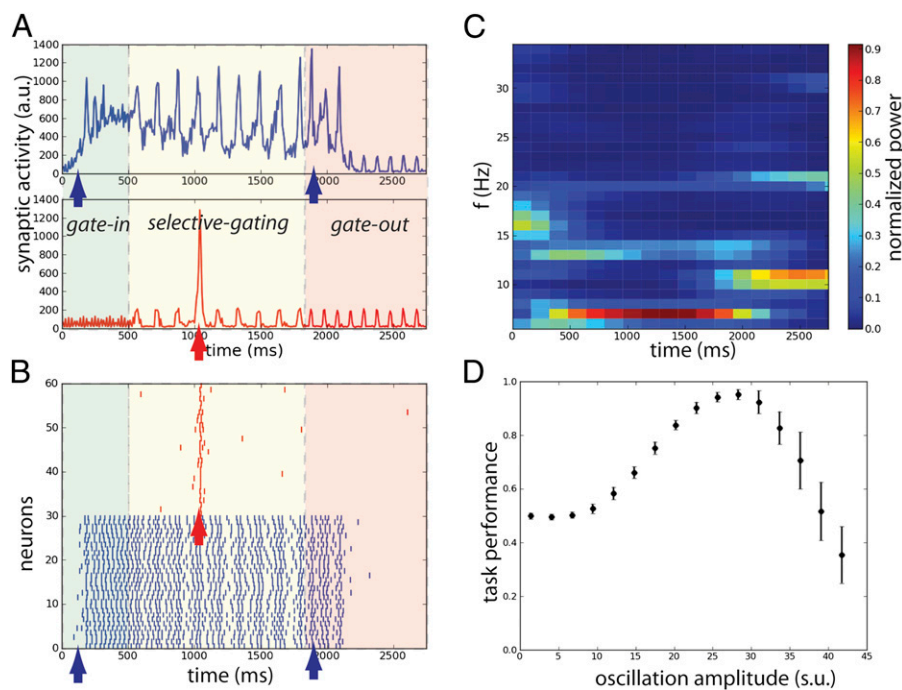 A
synaptic activity (a.u.)
1400
1200
1000
800
600
400
200
0
0 500 1000 1500 2000 2500
1400
1200
1000
800
600
400
200
0
gate-in selective-gating gate-out
0 500 1000 1500 2000 2500
time (ms)
B
neurons
60
50
40
30
20
10
0
0 500 1000 1500 2000 2500
time (ms)
C
f (Hz)
30
25
20
15
10
0 500 1000 1500 2000 2500
time (ms)
0.9
0.8
0.7
0.6
0.5
0.4
0.3
0.2
0.1
0.0
normalized power
D
task performance
1.0
0.8
0.6
0.4
0.2
0 5 10 15 20 25 30 35 40 45
oscillation amplitude (s.u.)